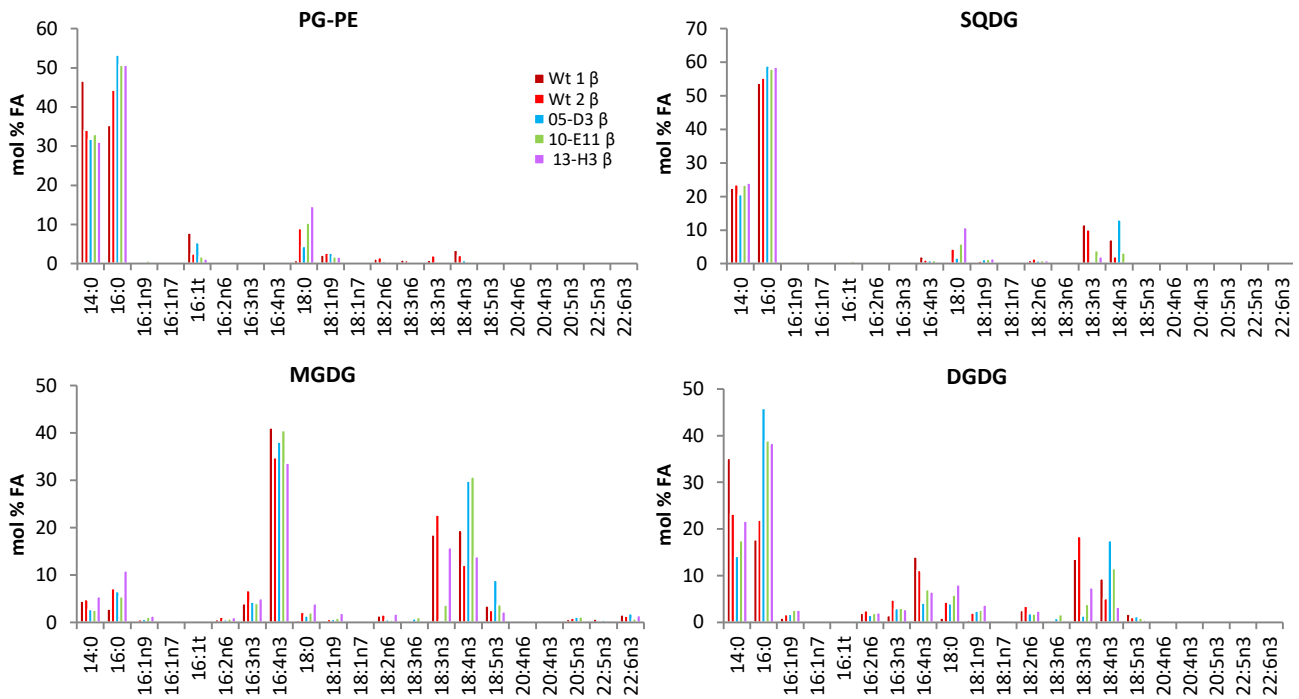 PG-PE
mol % FA
60
50
40
30
20
10
0
14:0
16:0
16:1n9
16:1n7
16:1t
16:2n6
16:3n3
16:4n3
18:0
18:1n9
18:1n7
18:2n6
18:3n6
18:3n3
18:4n3
18:5n3
20:4n6
20:4n3
20:5n3
22:5n3
22:6n3
Wt 1 β
Wt 2 β
05-D3 β
10-E11 β
13-H3 β
SQDG
mol % FA
70
60
50
40
30
20
10
0
14:0
16:0
16:1n9
16:1n7
16:1t
16:2n6
16:3n3
16:4n3
18:0
18:1n9
18:1n7
18:2n6
18:3n6
18:3n3
18:4n3
18:5n3
20:4n6
20:4n3
20:5n3
22:5n3
22:6n3
MGDG
mol % FA
50
40
30
20
10
0
14:0
16:0
16:1n9
16:1n7
16:1t
16:2n6
16:3n3
16:4n3
18:0
18:1n9
18:1n7
18:2n6
18:3n6
18:3n3
18:4n3
18:5n3
20:4n6
20:4n3
20:5n3
22:5n3
22:6n3
DGDG
mol % FA
50
40
30
20
10
0
14:0
16:0
16:1n9
16:1n7
16:1t
16:2n6
16:3n3
16:4n3
18:0
18:1n9
18:1n7
18:2n6
18:3n6
18:3n3
18:4n3
18:5n3
20:4n6
20:4n3
20:5n3
22:5n3
22:6n3